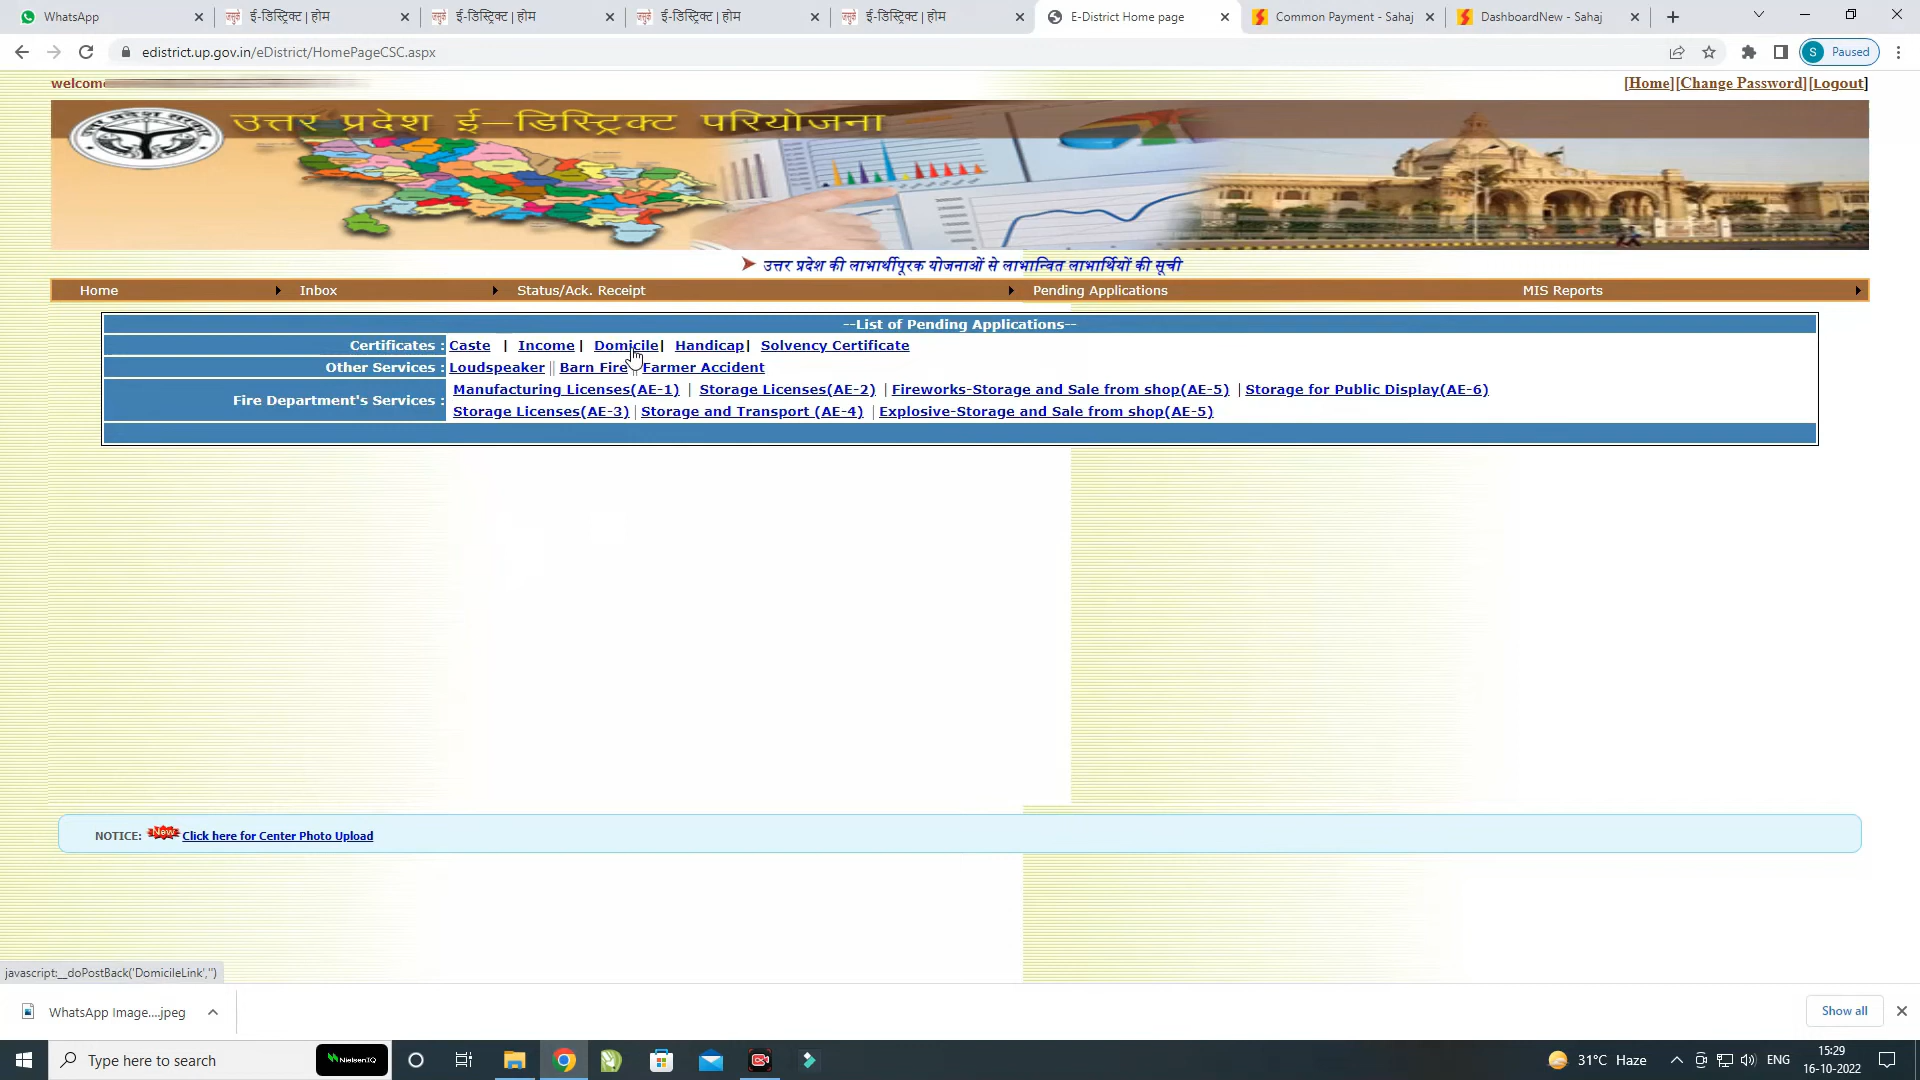 WhatsApp ई-डिस्ट्रिक्ट | होम ई-डिस्ट्रिक्ट | होम ई-डिस्ट्रिक्ट | होम ई-डिस्ट्रिक्ट | होम E-District Home page Common Payment - Sahaj DashboardNew - Sahaj
edistrict.up.gov.in/eDistrict/HomePageCSC.aspx S Paused
welcome [Home][Change Password][Logout]
उत्तर प्रदेश ई–डिस्ट्रिक्ट परियोजना
उत्तर प्रदेश की लाभार्थीपूरक योजनाओं से लाभान्वित लाभार्थियों की सूची
Home Inbox Status/Ack. Receipt Pending Applications MIS Reports
--List of Pending Applications--
Certificates : Caste | Income | Domicile| Handicap| Solvency Certificate
Other Services : Loudspeaker || Barn Fire || Farmer Accident
Fire Department's Services : Manufacturing Licenses(AE-1) | Storage Licenses(AE-2) | Fireworks-Storage and Sale from shop(AE-5) | Storage for Public Display(AE-6)
Storage Licenses(AE-3) | Storage and Transport (AE-4) | Explosive-Storage and Sale from shop(AE-5)
NOTICE: New Click here for Center Photo Upload
javascript:__doPostBack('DomicileLink','')
WhatsApp Image....jpeg Show all
Type here to search NielsenIQ 31°C Haze ENG 15:29
16-10-2022